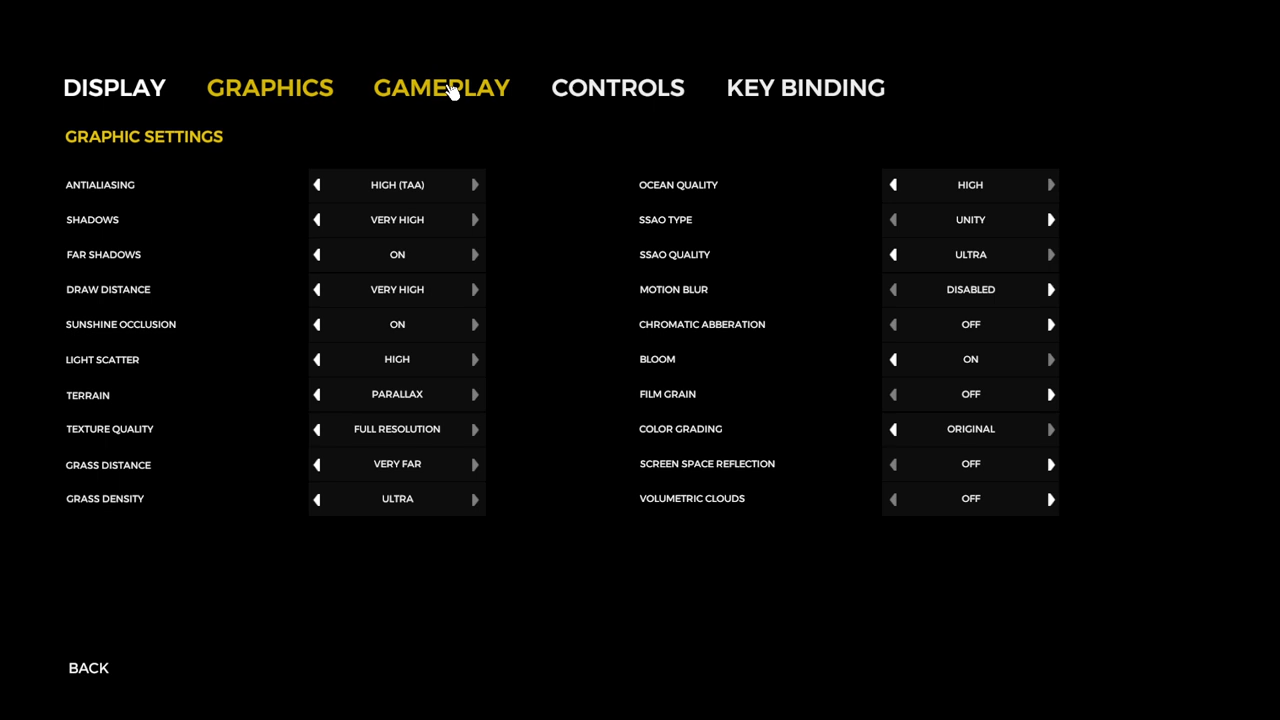 DISPLAY GRAPHICS GAMEPLAY CONTROLS KEY BINDING
GRAPHIC SETTINGS
ANTIALIASING HIGH (TAA)
SHADOWS VERY HIGH
FAR SHADOWS ON
DRAW DISTANCE VERY HIGH
SUNSHINE OCCLUSION ON
LIGHT SCATTER HIGH
TERRAIN PARALLAX
TEXTURE QUALITY FULL RESOLUTION
GRASS DISTANCE VERY FAR
GRASS DENSITY ULTRA
OCEAN QUALITY HIGH
SSAO TYPE UNITY
SSAO QUALITY ULTRA
MOTION BLUR DISABLED
CHROMATIC ABBERATION OFF
BLOOM ON
FILM GRAIN OFF
COLOR GRADING ORIGINAL
SCREEN SPACE REFLECTION OFF
VOLUMETRIC CLOUDS OFF
BACK